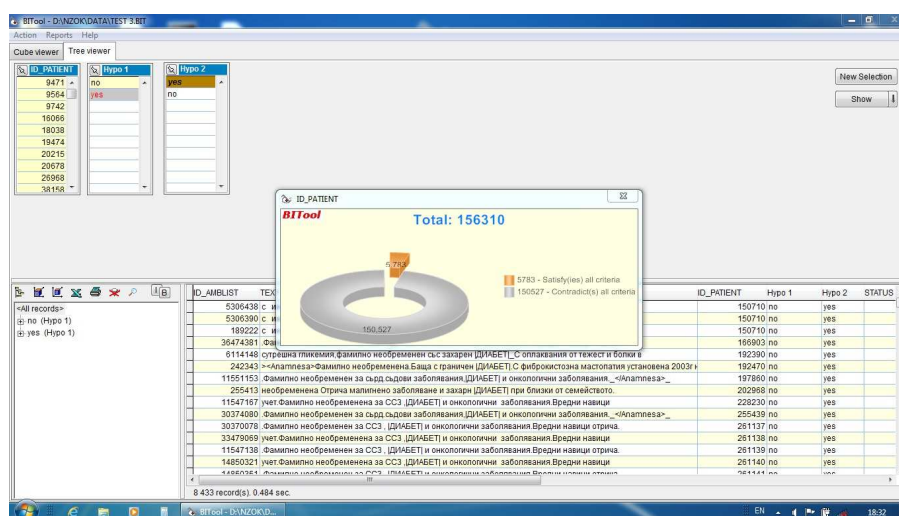 BITool - D:\NZOK\DATA\TEST 3.BIT
Action Reports Help
Cube viewer Tree viewer
ID_PATIENT Hypo 1 Hypo 2
9471 no yes
9564 yes no
9742
16066
18038
19474
20215
20678
26968
38158
New Selection
Show
ID_PATIENT
BITool
Total: 156310
5,783
150,527
5783 - Satisfy(ies) all criteria
150527 - Contradict(s) all criteria
<All records>
no (Hypo 1)
yes (Hypo 1)
ID_AMBLIST TEX ID_PATIENT Hypo 1 Hypo 2 STATUS
5306438 с и 150710 no yes
5306390 с и 150710 no yes
189222 с и 150710 no yes
36474381 .Фам 166903 no yes
6114148 сутрешна гликемия,фамилно необременен със захарен |ДИАБЕТ|_С оплаквания от тежест и болки в 192390 no yes
242343 ><Anamnesa>Фамилно необременена.Баща с граничен |ДИАБЕТ|.С фиброкистозна мастопатия установена 2003г 192470 no yes
11551153 .Фамилно необременен за сърд.съдови заболявания,|ДИАБЕТ| и онкологични заболявания._</Anamnesa>_ 197860 no yes
255413 необременена Отрича малигнено заболяване и захарн |ДИАБЕТ| при близки от семейството. 202968 no yes
11547167 учет.Фамилно необременена за ССЗ ,|ДИАБЕТ| и онкологични заболявания.Вредни навици 228230 no yes
30374080 .Фамилно необременен за сърд.съдови заболявания,|ДИАБЕТ| и онкологични заболявания._</Anamnesa>_ 255439 no yes
30370078 .Фамилно необременен за ССЗ , |ДИАБЕТ| и онкологични заболявания.Вредни навици отрича. 261137 no yes
33479069 учет.Фамилно необременена за ССЗ ,|ДИАБЕТ| и онкологични заболявания.Вредни навици 261138 no yes
11547138 .Фамилно необременен за ССЗ , |ДИАБЕТ| и онкологични заболявания.Вредни навици отрича. 261139 no yes
14850321 учет.Фамилно необременена за ССЗ ,|ДИАБЕТ| и онкологични заболявания.Вредни навици 261140 no yes
8 433 record(s). 0.484 sec.
BITool - D:\NZOK\D...
EN 18:32